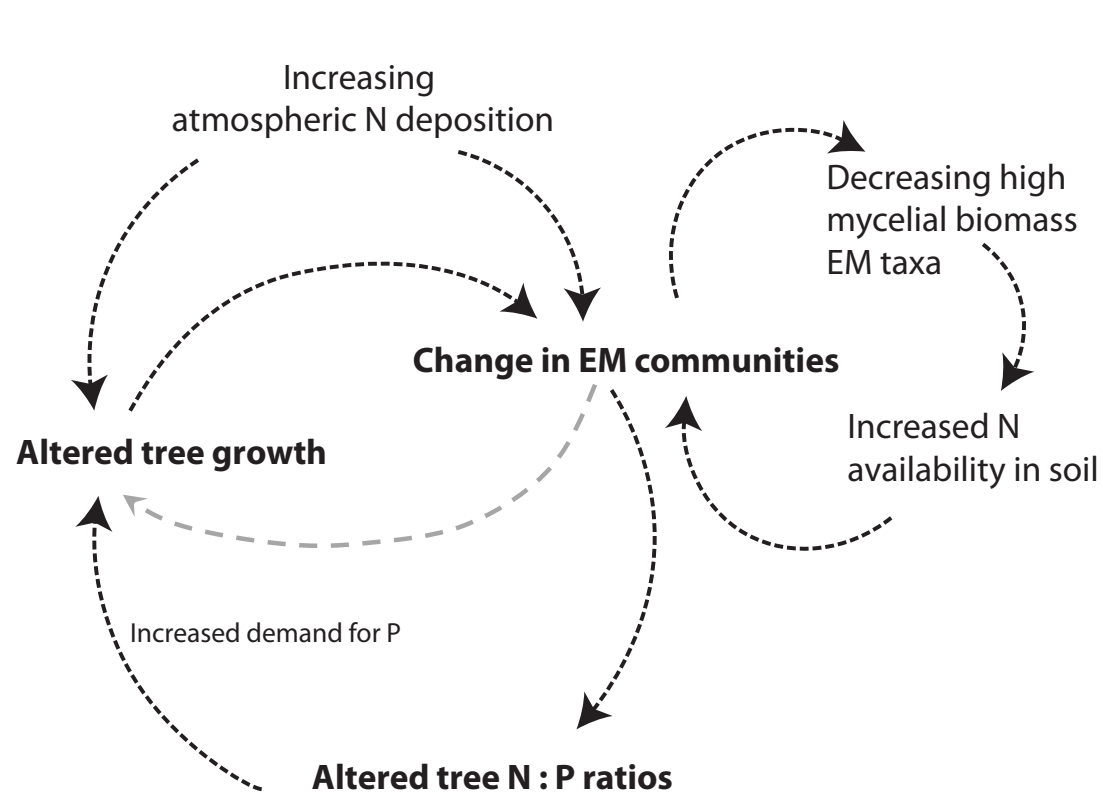 Increasing
atmospheric N deposition
Decreasing high
mycelial biomass
EM taxa
Change in EM communities
Altered tree growth
Increased N
availability in soil
Increased demand for P
Altered tree N : P ratios